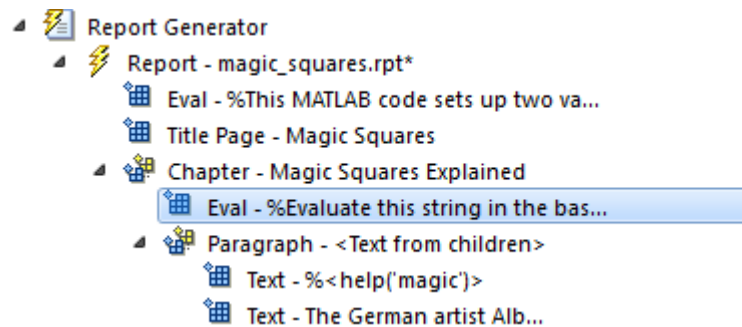 Report Generator
Report - magic_squares.rpt*
Eval - %This MATLAB code sets up two va...
Title Page - Magic Squares
Chapter - Magic Squares Explained
Eval - %Evaluate this string in the bas...
Paragraph - <Text from children>
Text - %<help('magic')>
Text - The German artist Alb...